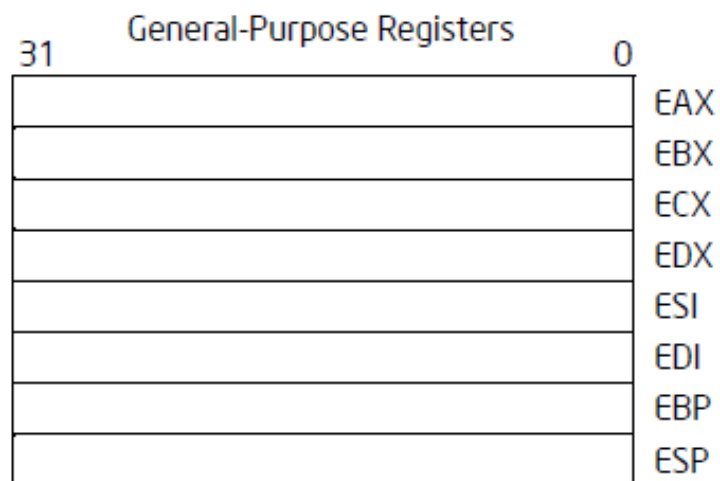 General-Purpose Registers
31 0
EAX
EBX
ECX
EDX
ESI
EDI
EBP
ESP